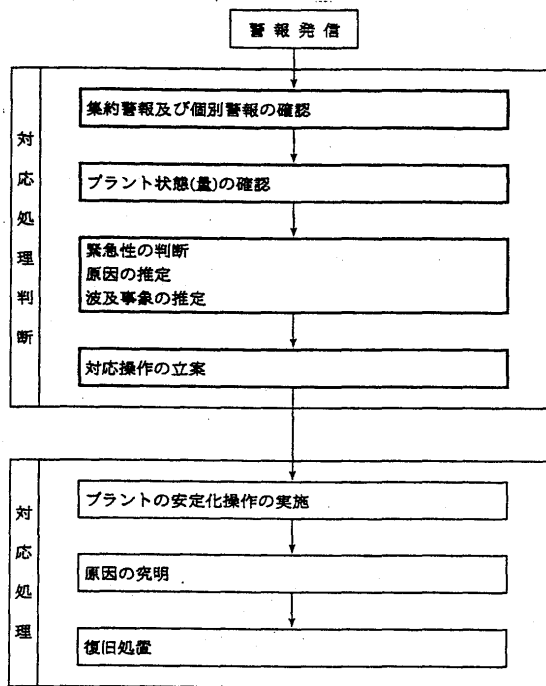 警報発信
対応処理判断
集約警報及び個別警報の確認
プラント状態(量)の確認
緊急性の判断
原因の推定
波及事象の推定
対応操作の立案
対応処理
プラントの安定化操作の実施
原因の究明
復旧処置